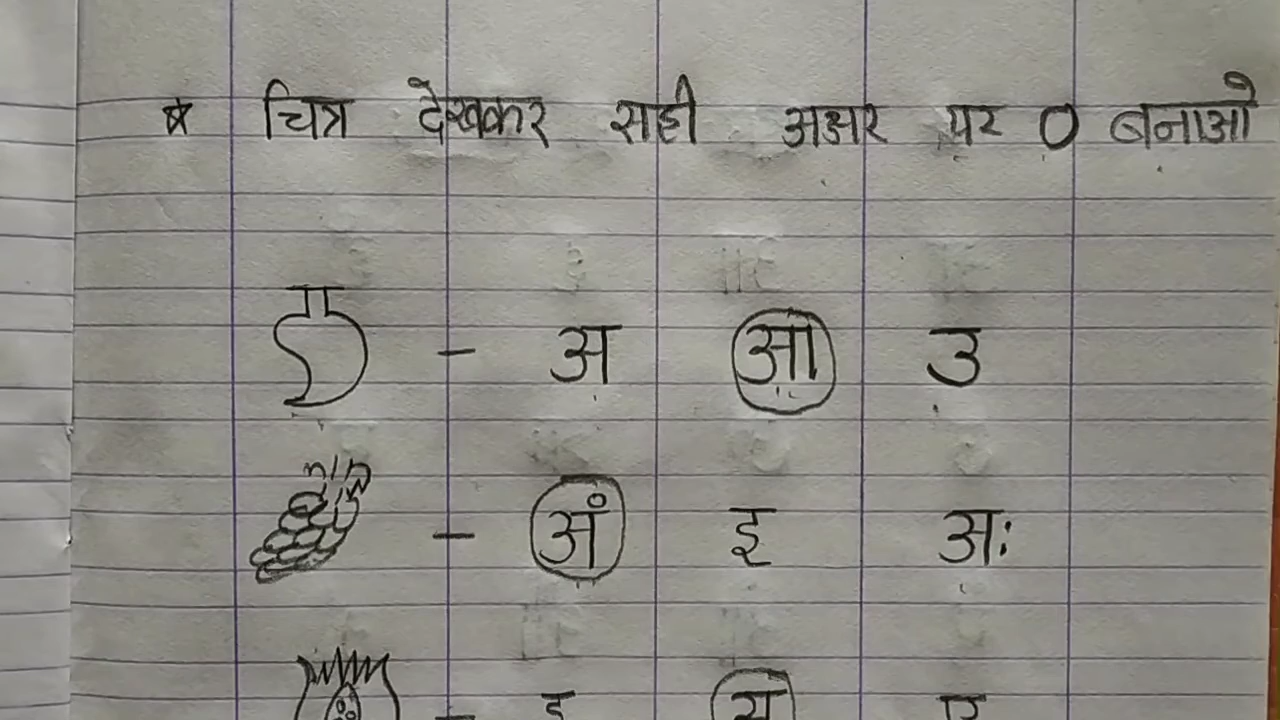 * चित्र देखकर सही अक्षर पर O बनाओ
- अ आ उ
- अं इ अः